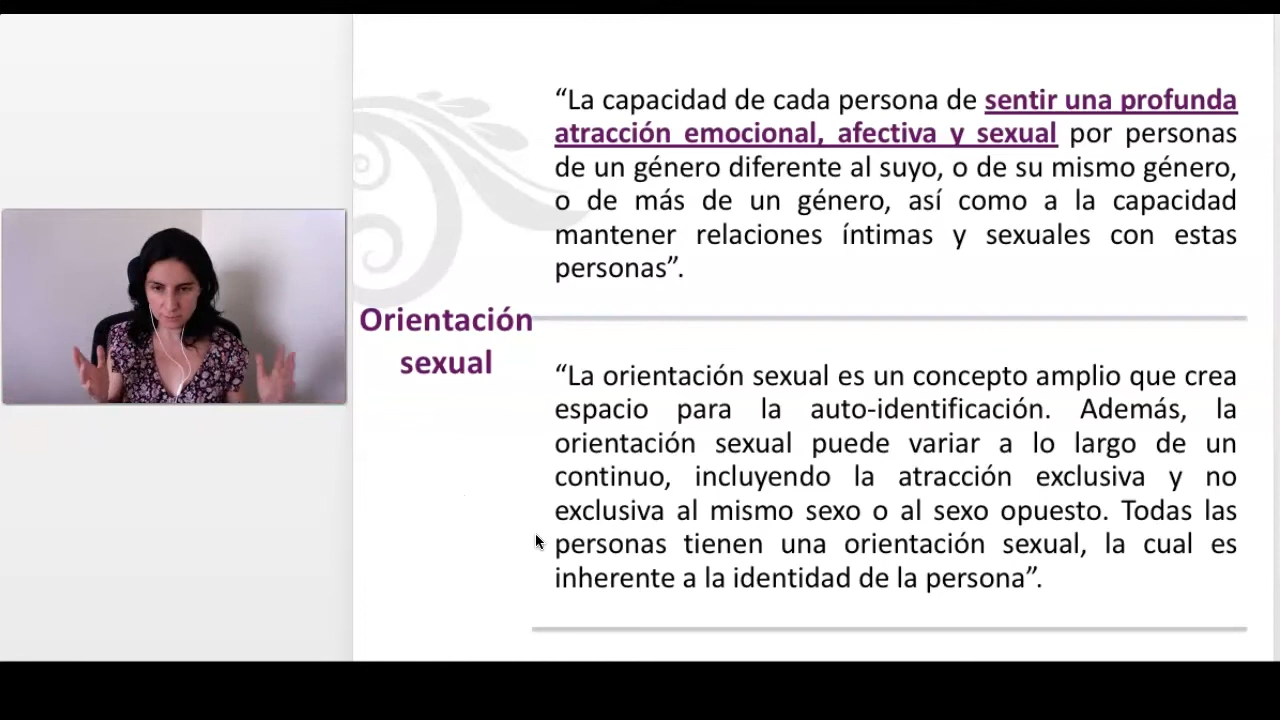 “La capacidad de cada persona de sentir una profunda
atracción emocional, afectiva y sexual por personas
de un género diferente al suyo, o de su mismo género,
o de más de un género, así como a la capacidad
mantener relaciones íntimas y sexuales con estas
personas”.
Orientación
sexual
“La orientación sexual es un concepto amplio que crea
espacio para la auto-identificación. Además, la
orientación sexual puede variar a lo largo de un
continuo, incluyendo la atracción exclusiva y no
exclusiva al mismo sexo o al sexo opuesto. Todas las
personas tienen una orientación sexual, la cual es
inherente a la identidad de la persona”.